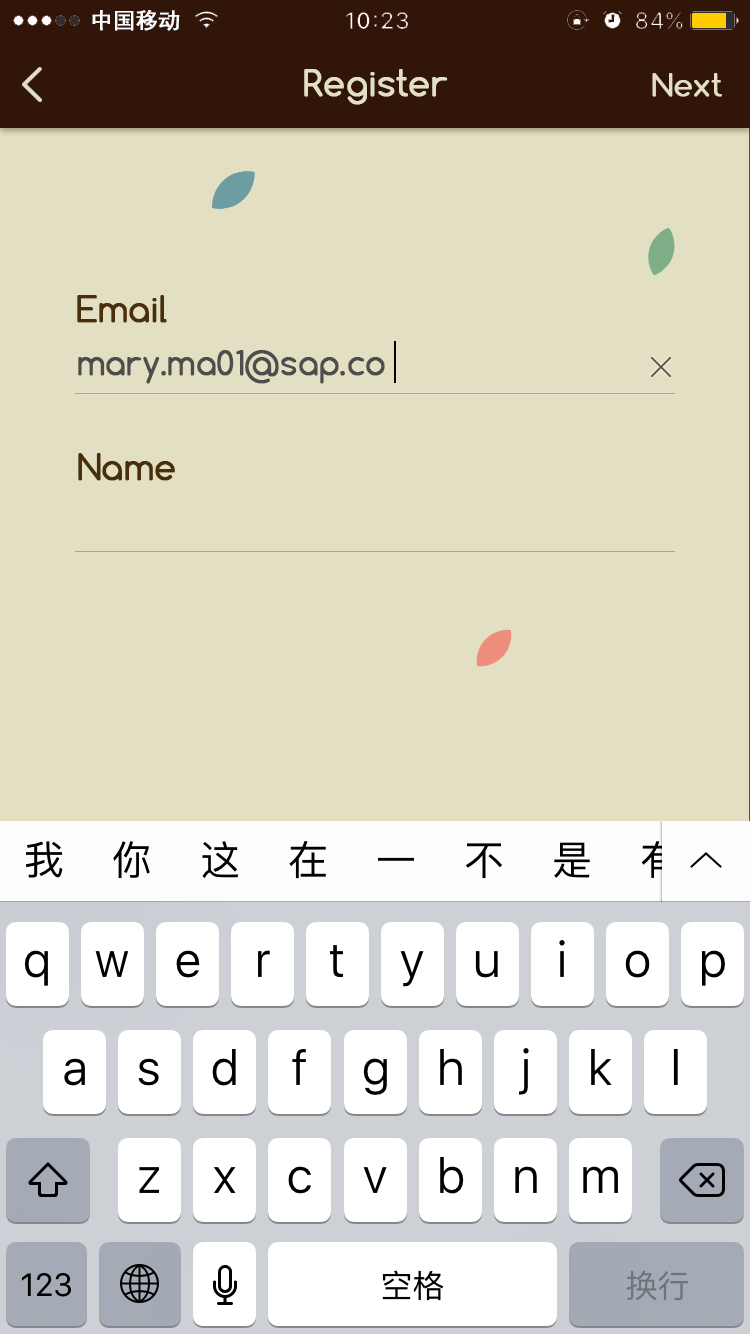 中国移动 10:23 84%
Register Next
Email
mary.ma01@sap.co
Name
我 你 这 在 一 不 是 有
q w e r t y u i o p
a s d f g h j k l
z x c v b n m
123 空格 换行